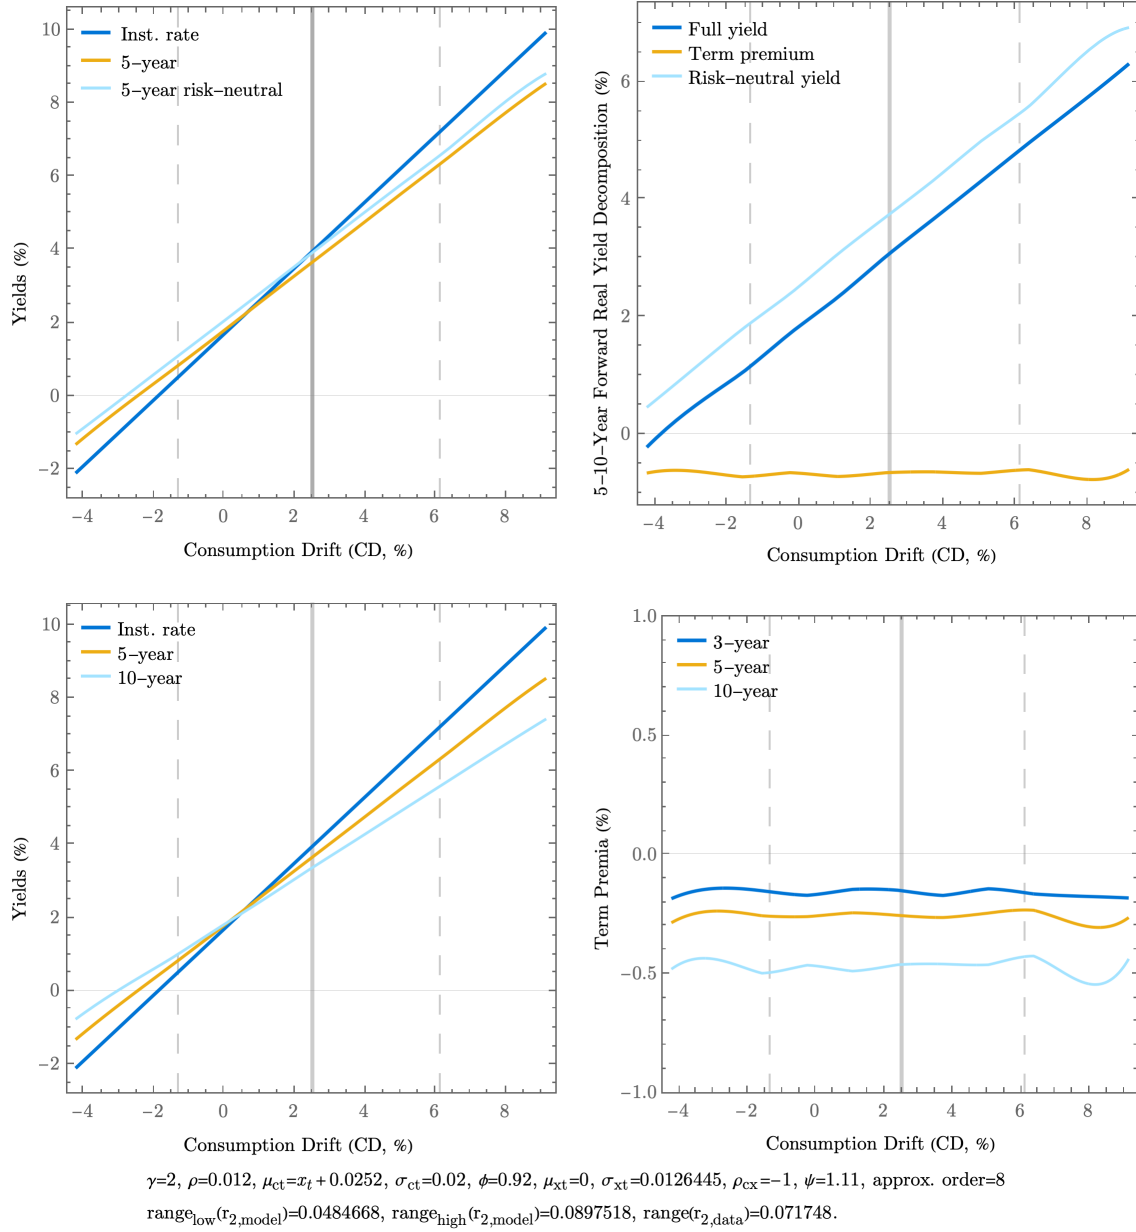 10
8
6
4
2
0
−2
Yields (%)
Inst. rate
5−year
5−year risk−neutral
−4
−2
0
2
4
6
8
Consumption Drift (CD, %)
6
4
2
0
5−10−Year Forward Real Yield Decomposition (%)
Full yield
Term premium
Risk−neutral yield
−4
−2
0
2
4
6
8
Consumption Drift (CD, %)
10
8
6
4
2
0
−2
Yields (%)
Inst. rate
5−year
10−year
−4
−2
0
2
4
6
8
Consumption Drift (CD, %)
1.0
0.5
0.0
−0.5
−1.0
Term Premia (%)
3−year
5−year
10−year
−4
−2
0
2
4
6
8
Consumption Drift (CD, %)
γ=2, ρ=0.012, μct=xt+0.0252, σct=0.02, ϕ=0.92, μxt=0, σxt=0.0126445, ρcx=−1, ψ=1.11, approx. order=8
rangelow(r2,model)=0.0484668, rangehigh(r2,model)=0.0897518, range(r2,data)=0.071748.